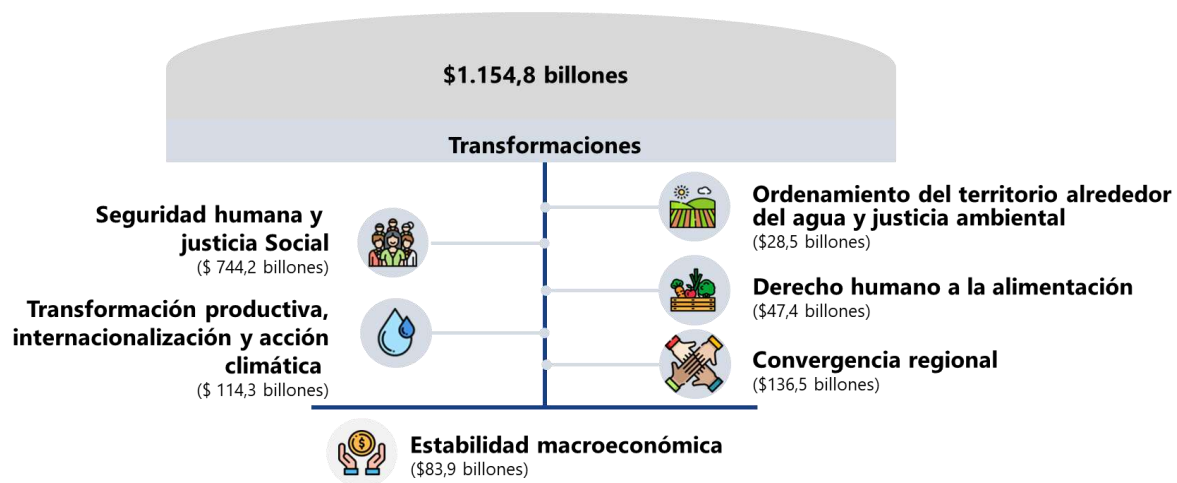 $1.154,8 billones
Transformaciones
Seguridad humana y
justicia Social
($ 744,2 billones)
Transformación productiva,
internacionalización y acción
climática
($ 114,3 billones)
Ordenamiento del territorio alrededor
del agua y justicia ambiental
($28,5 billones)
Derecho humano a la alimentación
($47,4 billones)
Convergencia regional
($136,5 billones)
Estabilidad macroeconómica
($83,9 billones)